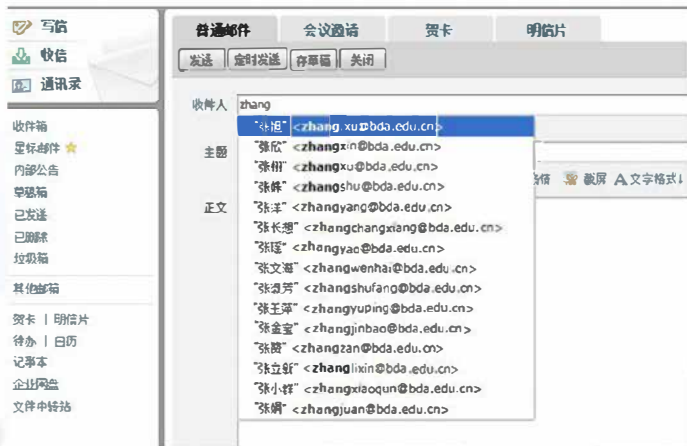 写信
收信
通讯录
收件箱
星标邮件
内部公告
草稿箱
已发送
已删除
垃圾箱
其他邮箱
贺卡 | 明信片
待办 | 日历
记事本
企业网盘
文件中转站
普通邮件 会议邀请 贺卡 明信片
发送 定时发送 存草稿 关闭
收件人 zhang
"张旭" <zhang.xu@bda.edu.cn>
主题
"张欣" <zhangxin@bda.edu.cn>
"张栩" <zhangxu@bda.edu.cn>
<zhangshu@bda.edu.cn>
截屏 A 文字格式↓
正文
"张洋" <zhangyang@bda.edu.cn>
"张长想" <zhangchangxiang@bda.edu.cn>
"张瑶" <zhangyao@bda.edu.cn>
"张文海" <zhangwenhai@bda.edu.cn>
"张淑芳" <zhangshufang@bda.edu.cn>
<zhangyuping@bda.edu.cn>
"张金宝" <zhangjinbao@bda.edu.cn>
"张赞" <zhangzan@bda.edu.cn>
"张立新" <zhanglixin@bda.edu.cn>
"张小群" <zhangxiaoqun@bda.edu.cn>
"张娟" <zhangjuan@bda.edu.cn>